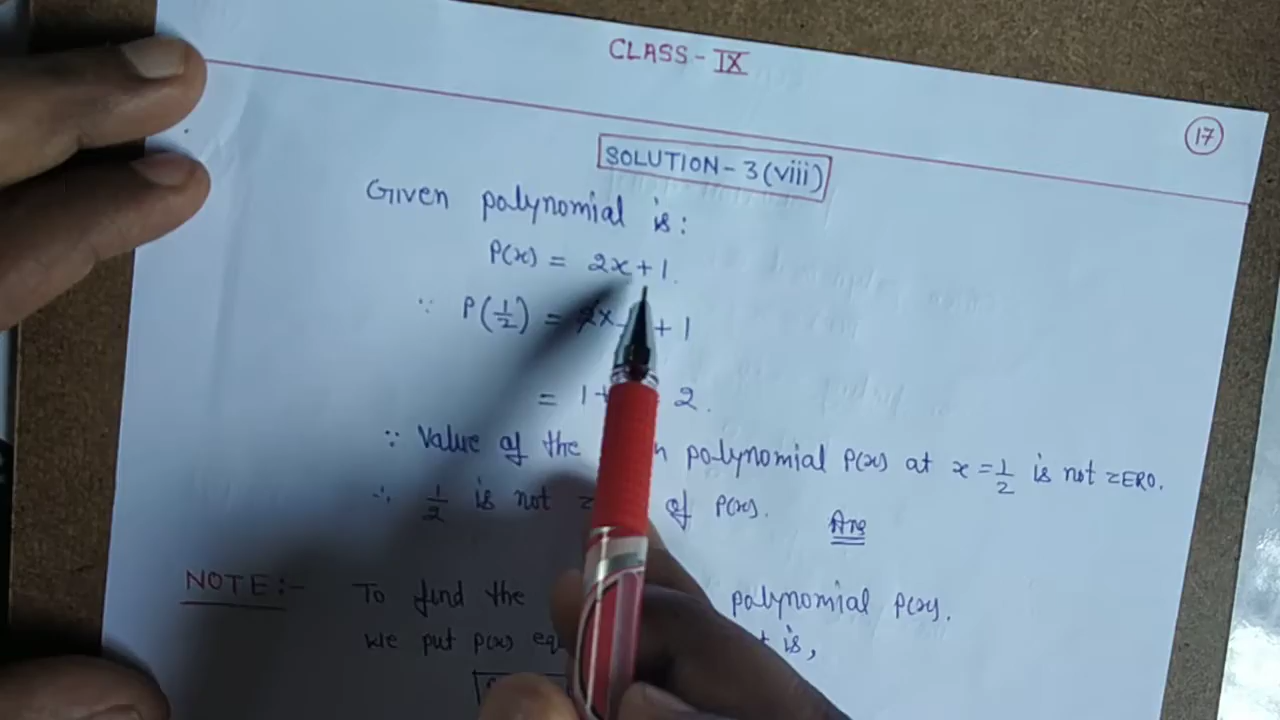 CLASS - IX
17
SOLUTION - 3(viii)
Given polynomial is:
P(x) = 2x+1.
∵ P(1/2) = 2× + 1
= 1+ 2.
∵ Value of the polynomial P(x) at x = 1/2 is not ZERO.
∴ 1/2 is not of P(x). Ans
NOTE:- To find the polynomial P(x).
we put P(x) is,